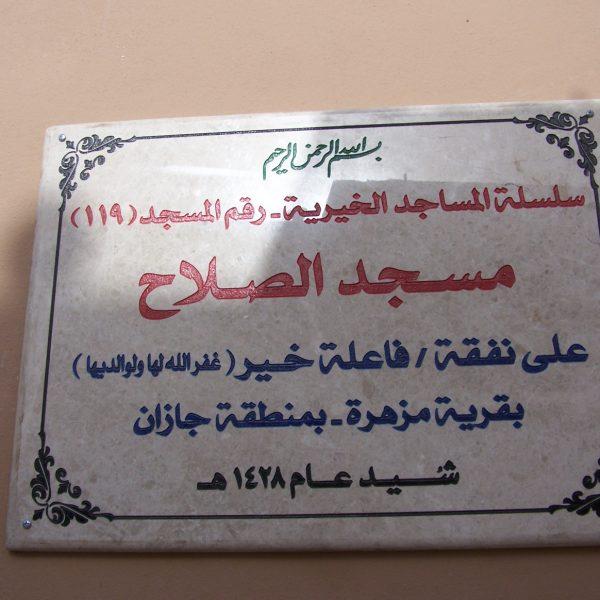 بسم الله الرحمن الرحيم
سلسلة المساجد الخيرية - رقم المسجد (١١٩)
مسجد الصلاح
على نفقة / فاعلة خير (غفر الله لها ولوالديها)
بقرية مزهرة - بمنطقة جازان
شيد عام ١٤٢٨ هـ